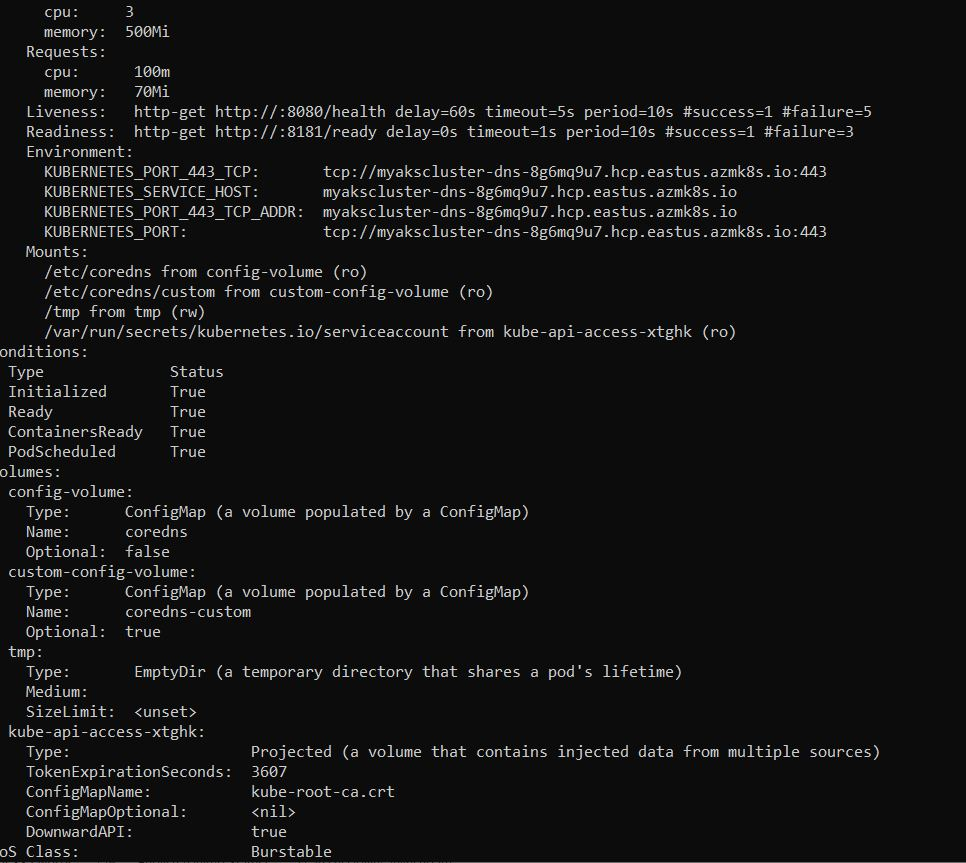 cpu:     3
memory:  500Mi
Requests:
cpu:      100m
memory:   70Mi
Liveness:   http-get http://:8080/health delay=60s timeout=5s period=10s #success=1 #failure=5
Readiness:  http-get http://:8181/ready delay=0s timeout=1s period=10s #success=1 #failure=3
Environment:
KUBERNETES_PORT_443_TCP:       tcp://myakscluster-dns-8g6mq9u7.hcp.eastus.azmk8s.io:443
KUBERNETES_SERVICE_HOST:       myakscluster-dns-8g6mq9u7.hcp.eastus.azmk8s.io
KUBERNETES_PORT_443_TCP_ADDR:  myakscluster-dns-8g6mq9u7.hcp.eastus.azmk8s.io
KUBERNETES_PORT:               tcp://myakscluster-dns-8g6mq9u7.hcp.eastus.azmk8s.io:443
Mounts:
/etc/coredns from config-volume (ro)
/etc/coredns/custom from custom-config-volume (ro)
/tmp from tmp (rw)
/var/run/secrets/kubernetes.io/serviceaccount from kube-api-access-xtghk (ro)
onditions:
Type              Status
Initialized       True
Ready             True
ContainersReady   True
PodScheduled      True
olumes:
config-volume:
Type:      ConfigMap (a volume populated by a ConfigMap)
Name:      coredns
Optional:  false
custom-config-volume:
Type:      ConfigMap (a volume populated by a ConfigMap)
Name:      coredns-custom
Optional:  true
tmp:
Type:       EmptyDir (a temporary directory that shares a pod's lifetime)
Medium:
SizeLimit:  <unset>
kube-api-access-xtghk:
Type:                    Projected (a volume that contains injected data from multiple sources)
TokenExpirationSeconds:  3607
ConfigMapName:           kube-root-ca.crt
ConfigMapOptional:       <nil>
DownwardAPI:             true
oS Class:                   Burstable